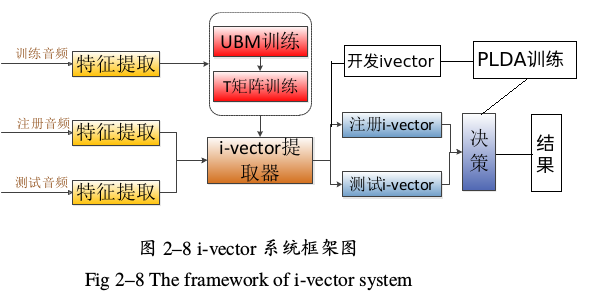 训练音频
特征提取
UBM训练
T矩阵训练
开发ivector
PLDA训练
注册音频
特征提取
i-vector提
取器
注册i-vector
决
策
结
果
测试音频
特征提取
测试i-vector
图 2–8 i-vector 系统框架图
Fig 2–8 The framework of i-vector system